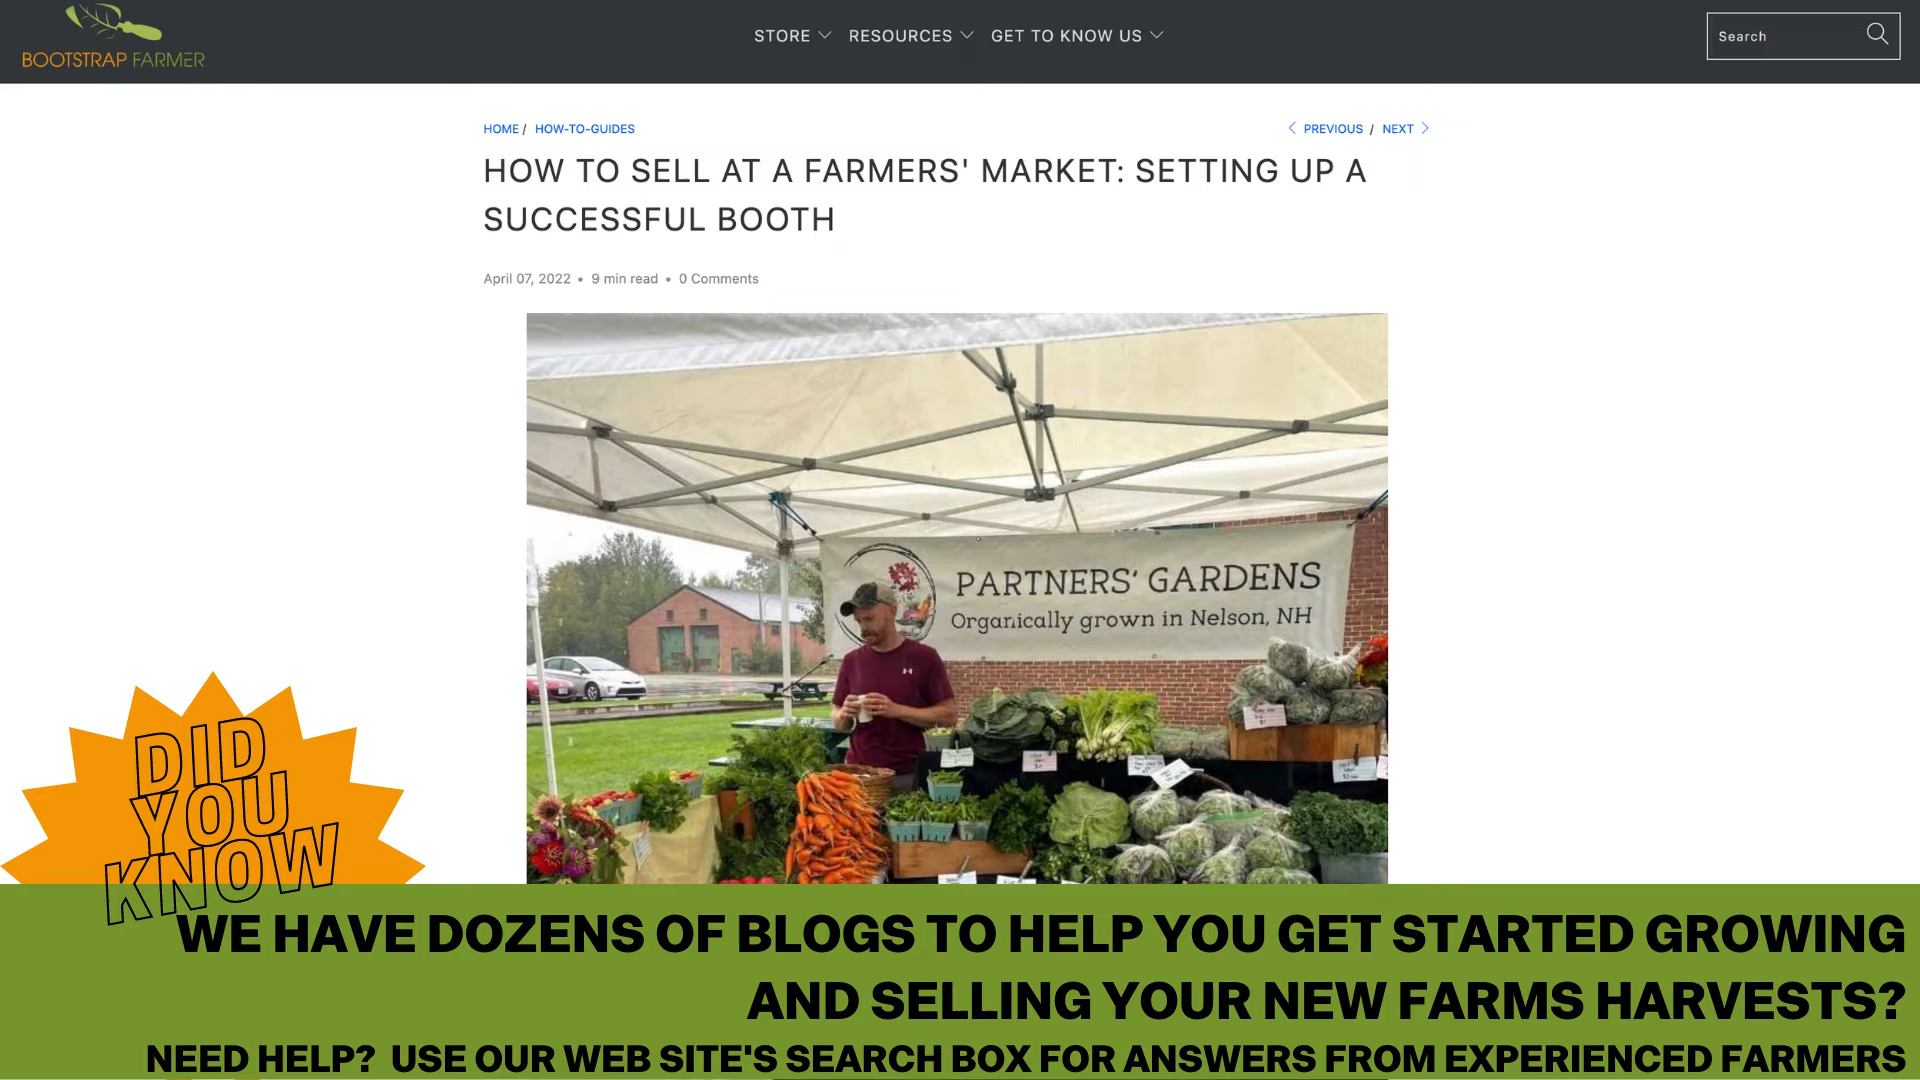 BOOTSTRAP FARMER
STORE RESOURCES GET TO KNOW US
Search
HOME / HOW-TO-GUIDES
PREVIOUS / NEXT
HOW TO SELL AT A FARMERS' MARKET: SETTING UP A
SUCCESSFUL BOOTH
April 07, 2022 • 9 min read • 0 Comments
PARTNERS' GARDENS
Organically grown in Nelson, NH
DID
YOU
KNOW
WE HAVE DOZENS OF BLOGS TO HELP YOU GET STARTED GROWING
AND SELLING YOUR NEW FARMS HARVESTS?
NEED HELP? USE OUR WEB SITE'S SEARCH BOX FOR ANSWERS FROM EXPERIENCED FARMERS